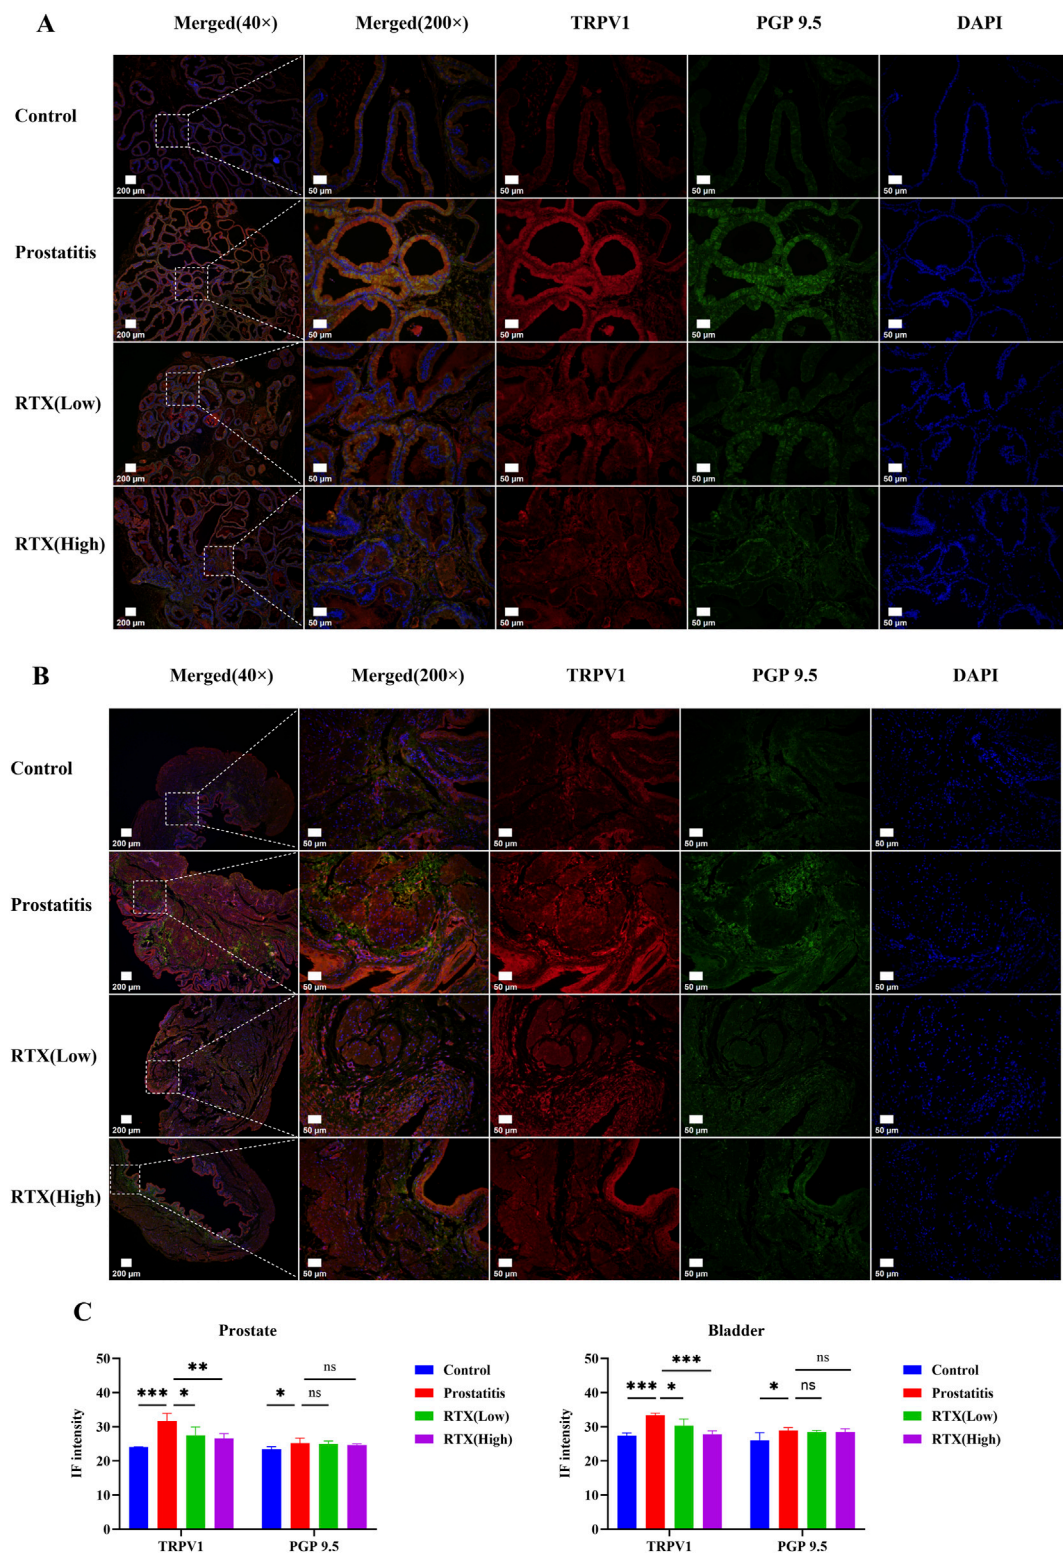 A
Merged(40×) Merged(200×) TRPV1 PGP 9.5 DAPI
Control
200 μm 50 μm 50 μm 50 μm 50 μm
Prostatitis
200 μm 50 μm 50 μm 50 μm 50 μm
RTX(Low)
200 μm 50 μm 50 μm 50 μm 50 μm
RTX(High)
200 μm 50 μm 50 μm 50 μm 50 μm
B
Merged(40×) Merged(200×) TRPV1 PGP 9.5 DAPI
Control
200 μm 50 μm 50 μm 50 μm 50 μm
Prostatitis
200 μm 50 μm 50 μm 50 μm 50 μm
RTX(Low)
200 μm 50 μm 50 μm 50 μm 50 μm
RTX(High)
200 μm 50 μm 50 μm 50 μm 50 μm
C
Prostate
IF intensity
50
40
30
20
10
0
** ns
*** * * ns
TRPV1 PGP 9.5
Control
Prostatitis
RTX(Low)
RTX(High)
Bladder
IF intensity
50
40
30
20
10
0
*** ns
*** * * ns
TRPV1 PGP 9.5
Control
Prostatitis
RTX(Low)
RTX(High)